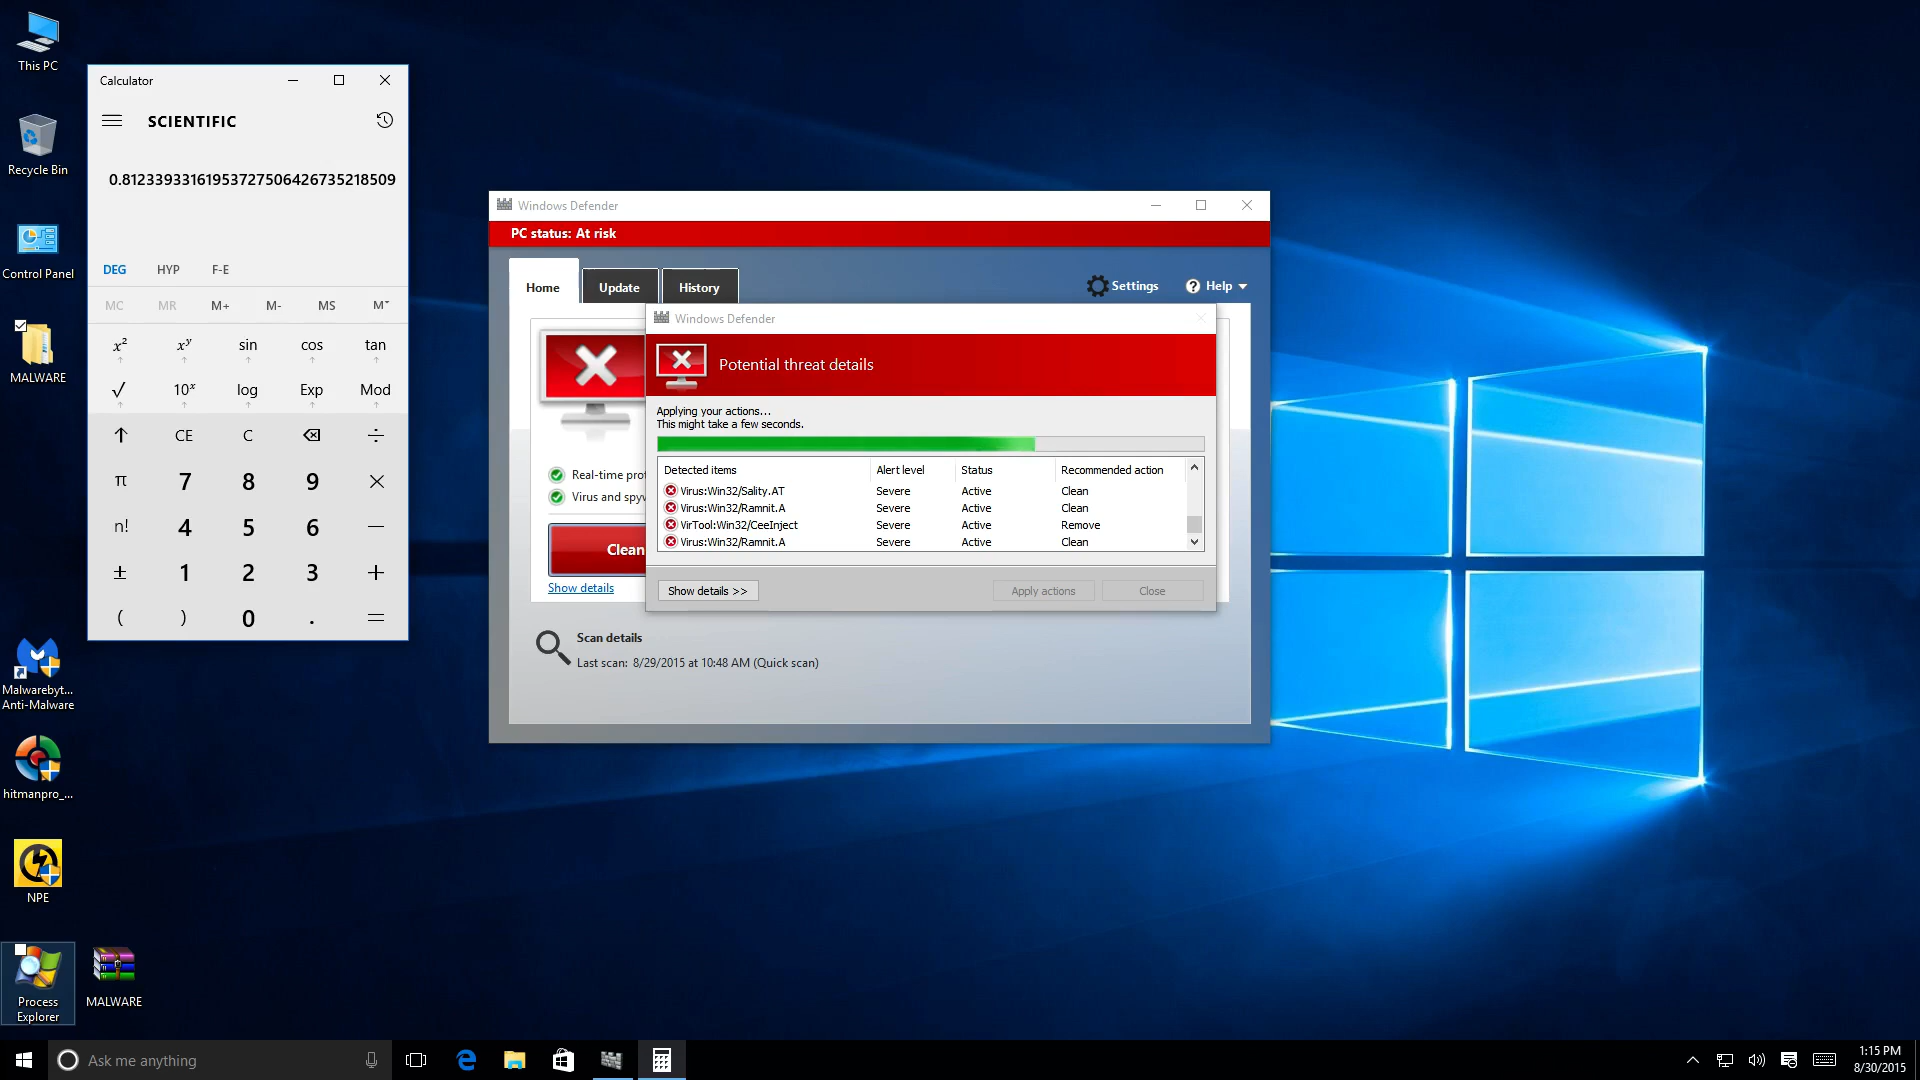 This PC
Recycle Bin
Control Panel
MALWARE
Malwarebyt...
Anti-Malware
hitmanpro_...
NPE
Process
Explorer
MALWARE
Calculator
SCIENTIFIC
0.81233933161953727506426735218509
DEG HYP F-E
MC MR M+ M- MS M˅
x² xʸ sin cos tan
√ 10ˣ log Exp Mod
↑ CE C ⌫ ÷
π 7 8 9 ×
n! 4 5 6 −
± 1 2 3 +
( ) 0 . =
Windows Defender
PC status: At risk
Home Update History Settings Help
Real-time pro
Virus and spyw
Clean
Show details
Windows Defender
Potential threat details
Applying your actions...
This might take a few seconds.
Detected items Alert level Status Recommended action
Virus:Win32/Sality.AT Severe Active Clean
Virus:Win32/Ramnit.A Severe Active Clean
VirTool:Win32/CeeInject Severe Active Remove
Virus:Win32/Ramnit.A Severe Active Clean
Show details >> Apply actions Close
Scan details
Last scan: 8/29/2015 at 10:48 AM (Quick scan)
Ask me anything
1:15 PM
8/30/2015